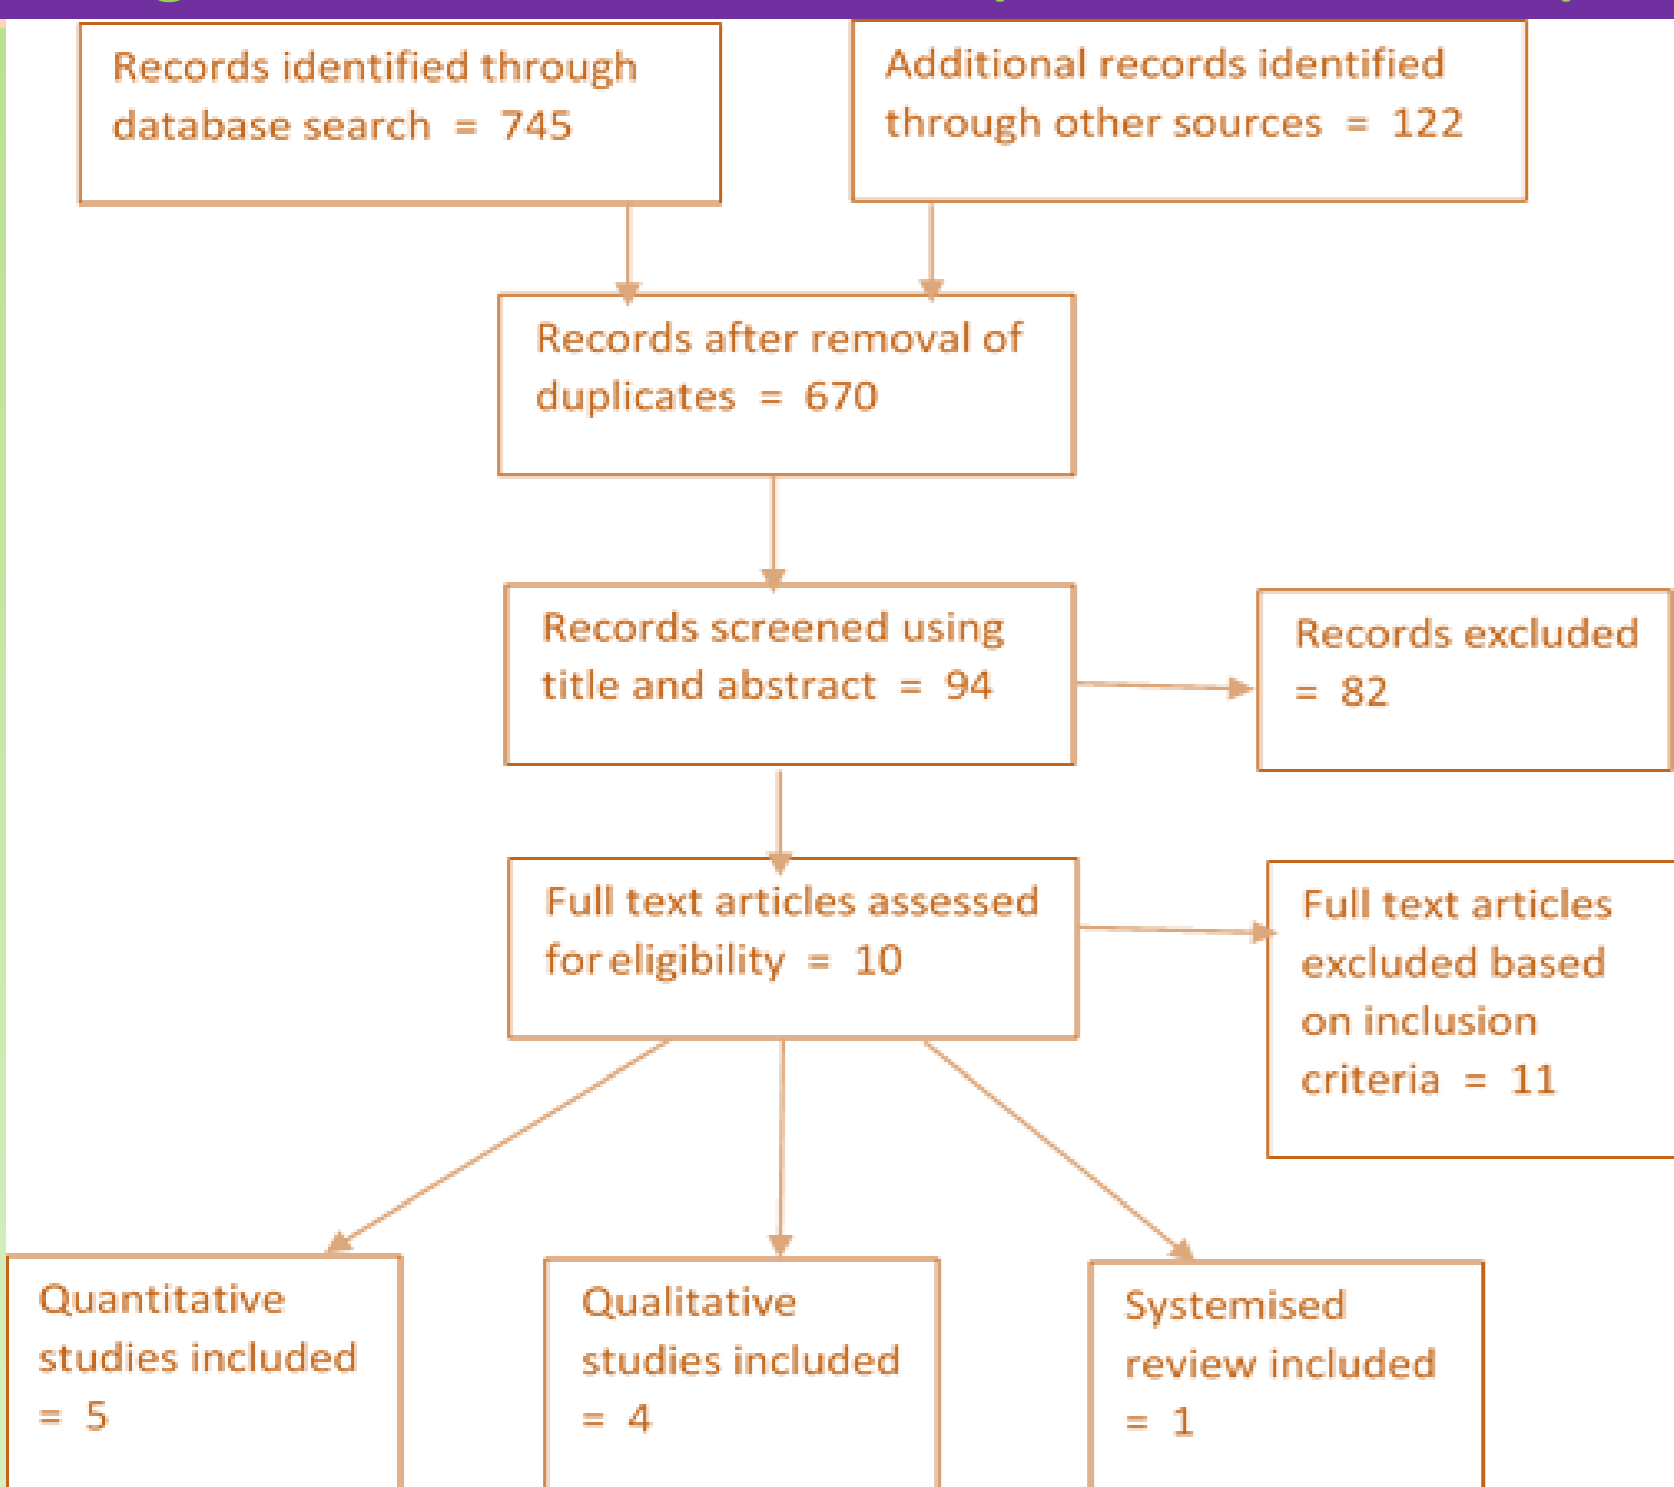 Records identified through
database search = 745
Additional records identified
through other sources = 122
Records after removal of
duplicates = 670
Records screened using
title and abstract = 94
Records excluded
= 82
Full text articles assessed
for eligibility = 10
Full text articles
excluded based
on inclusion
criteria = 11
Quantitative
studies included
= 5
Qualitative
studies included
= 4
Systemised
review included
= 1